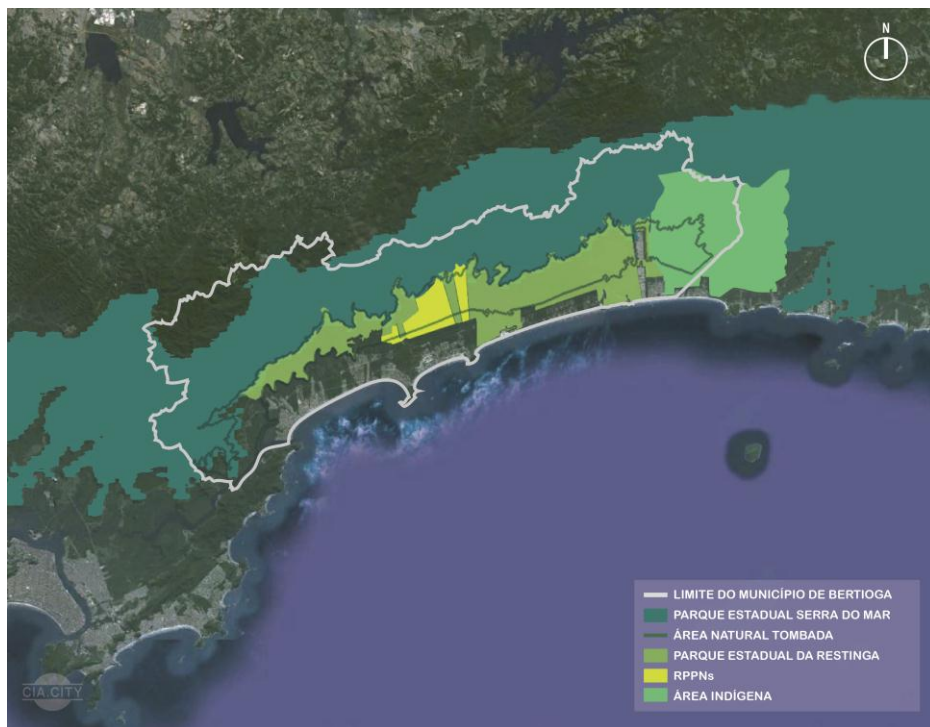 N
LIMITE DO MUNICÍPIO DE BERTIOGA
PARQUE ESTADUAL SERRA DO MAR
ÁREA NATURAL TOMBADA
PARQUE ESTADUAL DA RESTINGA
RPPNs
ÁREA INDÍGENA
CIA.CITY